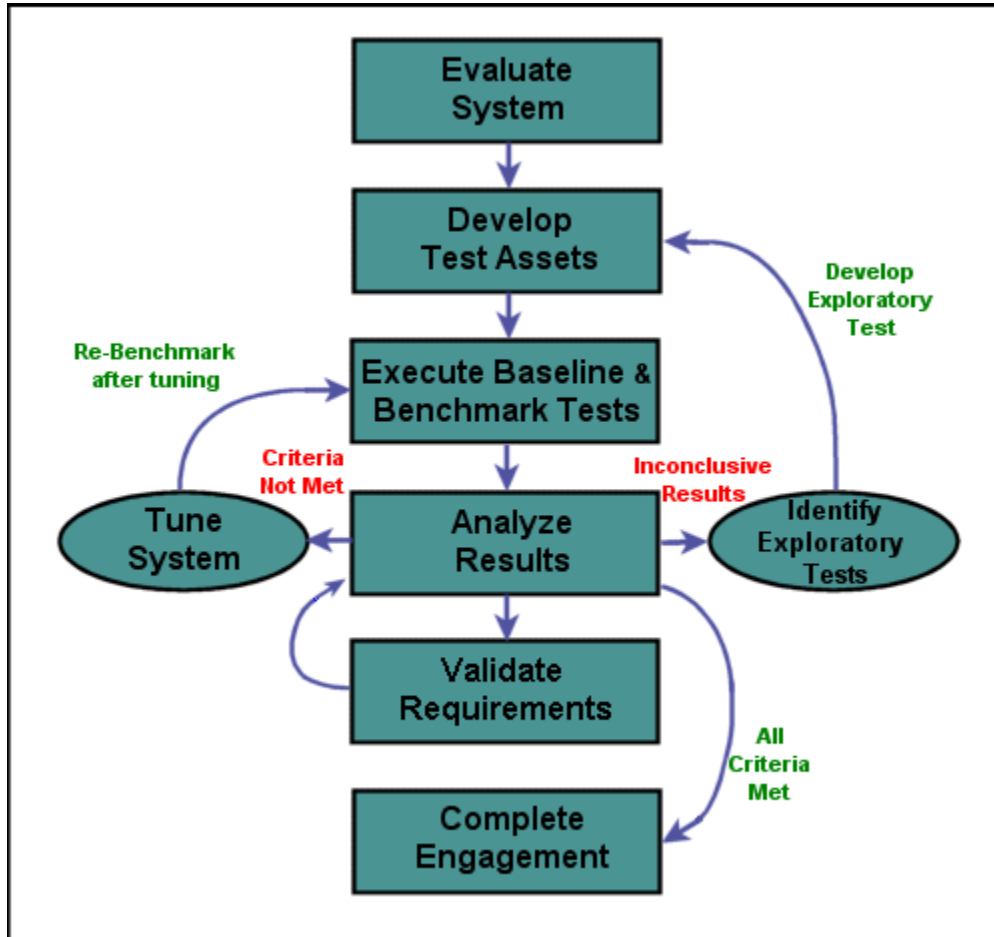 Evaluate
System
Develop
Test Assets
Develop
Exploratory
Test
Re-Benchmark
after tuning
Execute Baseline &
Benchmark Tests
Criteria
Not Met
Inconclusive
Results
Tune
System
Analyze
Results
Identify
Exploratory
Tests
Validate
Requirements
All
Criteria
Met
Complete
Engagement